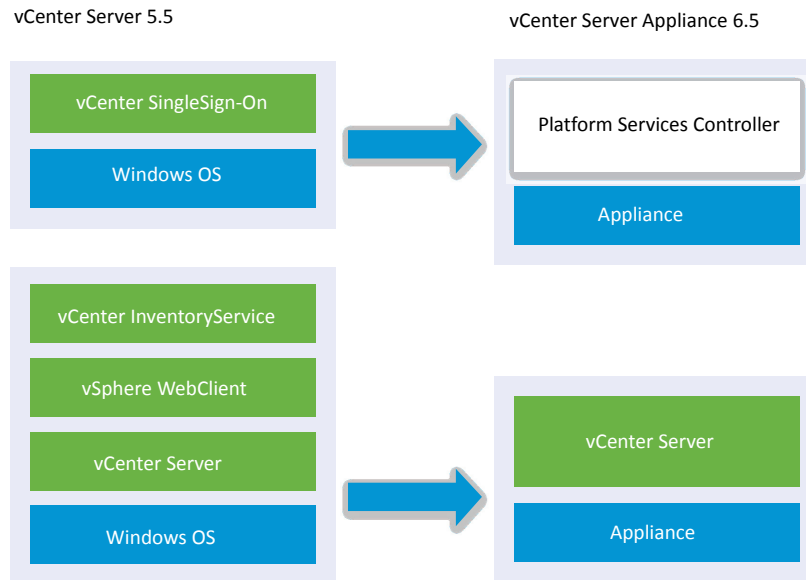 vCenter Server 5.5
vCenter Server Appliance 6.5
vCenter SingleSign-On
Windows OS
Platform Services Controller
Appliance
vCenter InventoryService
vSphere WebClient
vCenter Server
Windows OS
vCenter Server
Appliance